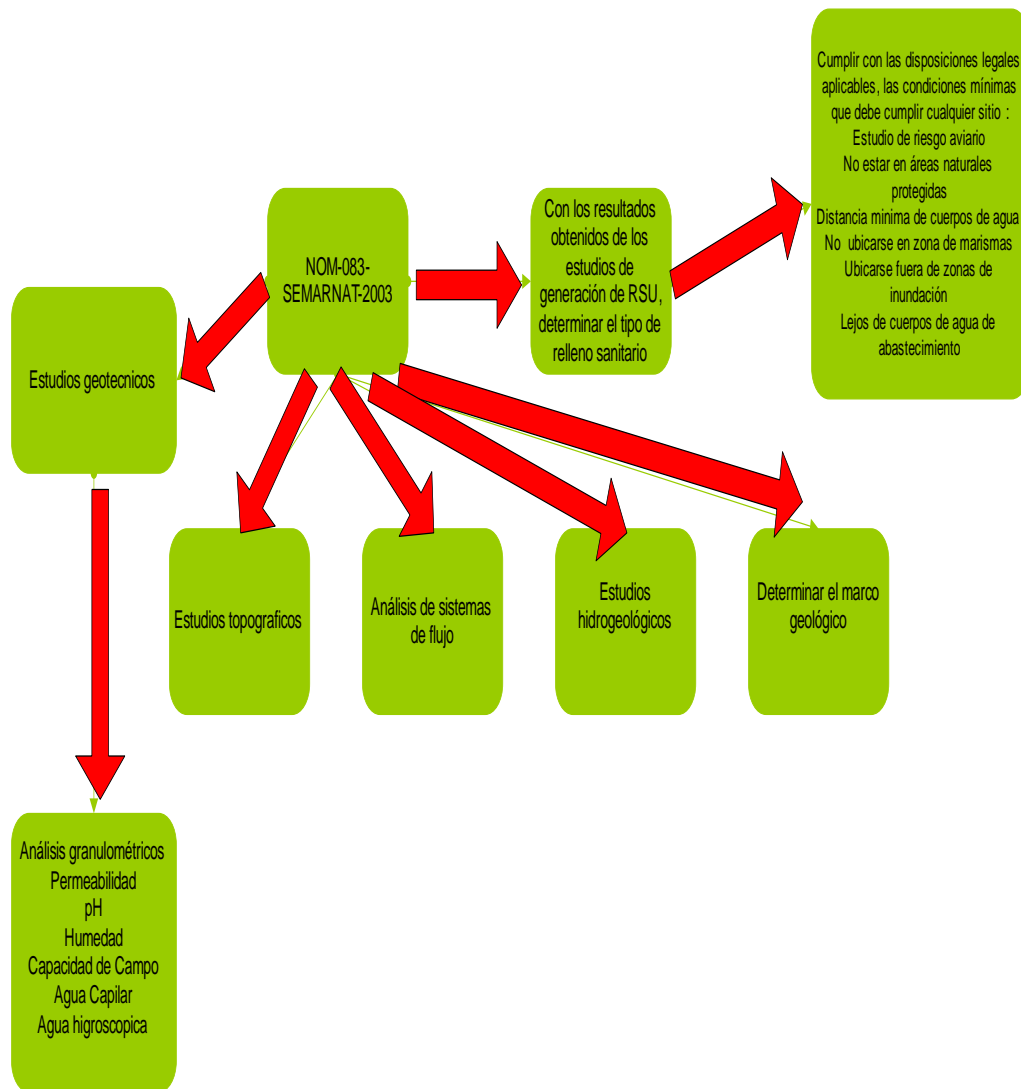 Cumplir con las disposiciones legales
aplicables, las condiciones mínimas
que debe cumplir cualquier sitio :
Estudio de riesgo aviario
No estar en áreas naturales
protegidas
Distancia minima de cuerpos de agua
No ubicarse en zona de marismas
Ubicarse fuera de zonas de
inundación
Lejos de cuerpos de agua de
abastecimiento
NOM-083-
SEMARNAT-2003
Con los resultados
obtenidos de los
estudios de
generación de RSU,
determinar el tipo de
relleno sanitario
Estudios geotecnicos
Estudios topograficos
Análisis de sistemas
de flujo
Estudios
hidrogeológicos
Determinar el marco
geológico
Análisis granulométricos
Permeabilidad
pH
Humedad
Capacidad de Campo
Agua Capilar
Agua higroscopica